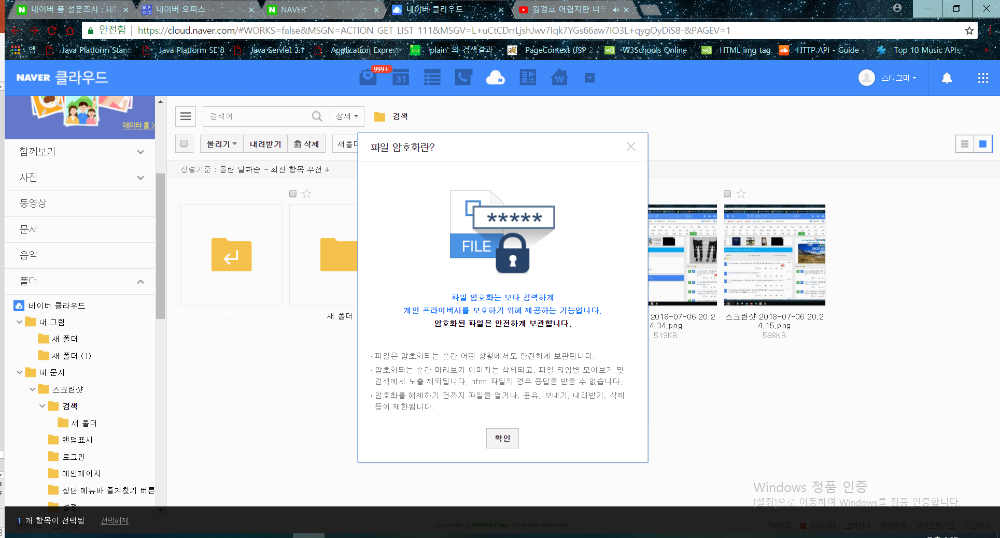 네이버 폼 설문조사 : 네이
네이버 오피스
NAVER
네이버 클라우드
김경호 어렵지만 너무
안전함
https://cloud.naver.com/#WORKS=false&MSGN=ACTION_GET_LIST_111&MSGV=L+uCtCDrrLjshJwv7Iqk7YGs66aw7IO3L+qygOyDiS8-&PAGEV=1
앱
Java Platform Stand
Java Platform SE 8
Java Servlet 3.1
Application Express
'plain' 의 검색결과
PageContext (JSP 2.
W3Schools Online
HTML img tag
HTTP API - Guide
Top 10 Music APIs
NAVER 클라우드
999+
31
스티그마
데이터 홈
함께보기
사진
동영상
문서
음악
폴더
네이버 클라우드
내 그림
새 폴더
새 폴더 (1)
내 문서
스크린샷
검색
새 폴더
랜덤표시
로그인
메인페이지
상단 메뉴바 즐겨찾기 버튼
설정
검색어
상세
검색
올리기
내려받기
삭제
새폴더
정렬기준 : 올린 날짜순 - 최신 항목 우선 ↓
..
새 폴더
파일 암호화란?
*****
FILE
파일 암호화는 보다 강력하게
개인 프라이버시를 보호하기 위해 제공하는 기능입니다.
암호화된 파일은 안전하게 보관합니다.
· 파일은 암호화되는 순간 어떤 상황에서도 안전하게 보관됩니다.
· 암호화되는 순간 미리보기 이미지는 삭제되고, 파일 타입별 모아보기 및
검색에서 노출 제외됩니다. nfrm 파일의 경우 응답을 받을 수 없습니다.
· 암호화를 해제하기 전까지 파일을 열거나, 공유, 보내기, 내려받기, 삭제
등이 제한됩니다.
확인
2018-07-06 20.2
4.34.png
519KB
스크린샷 2018-07-06 20.2
4.15.png
598KB
Windows 정품 인증
[설정]으로 이동하여 Windows를 정품 인증합니다.
1 개 항목이 선택됨
선택해제
Copyright © NAVER Corp. All Rights Reserved.
운영원칙
공지사항
고객센터
결제문의
결제도용신고
신고하기